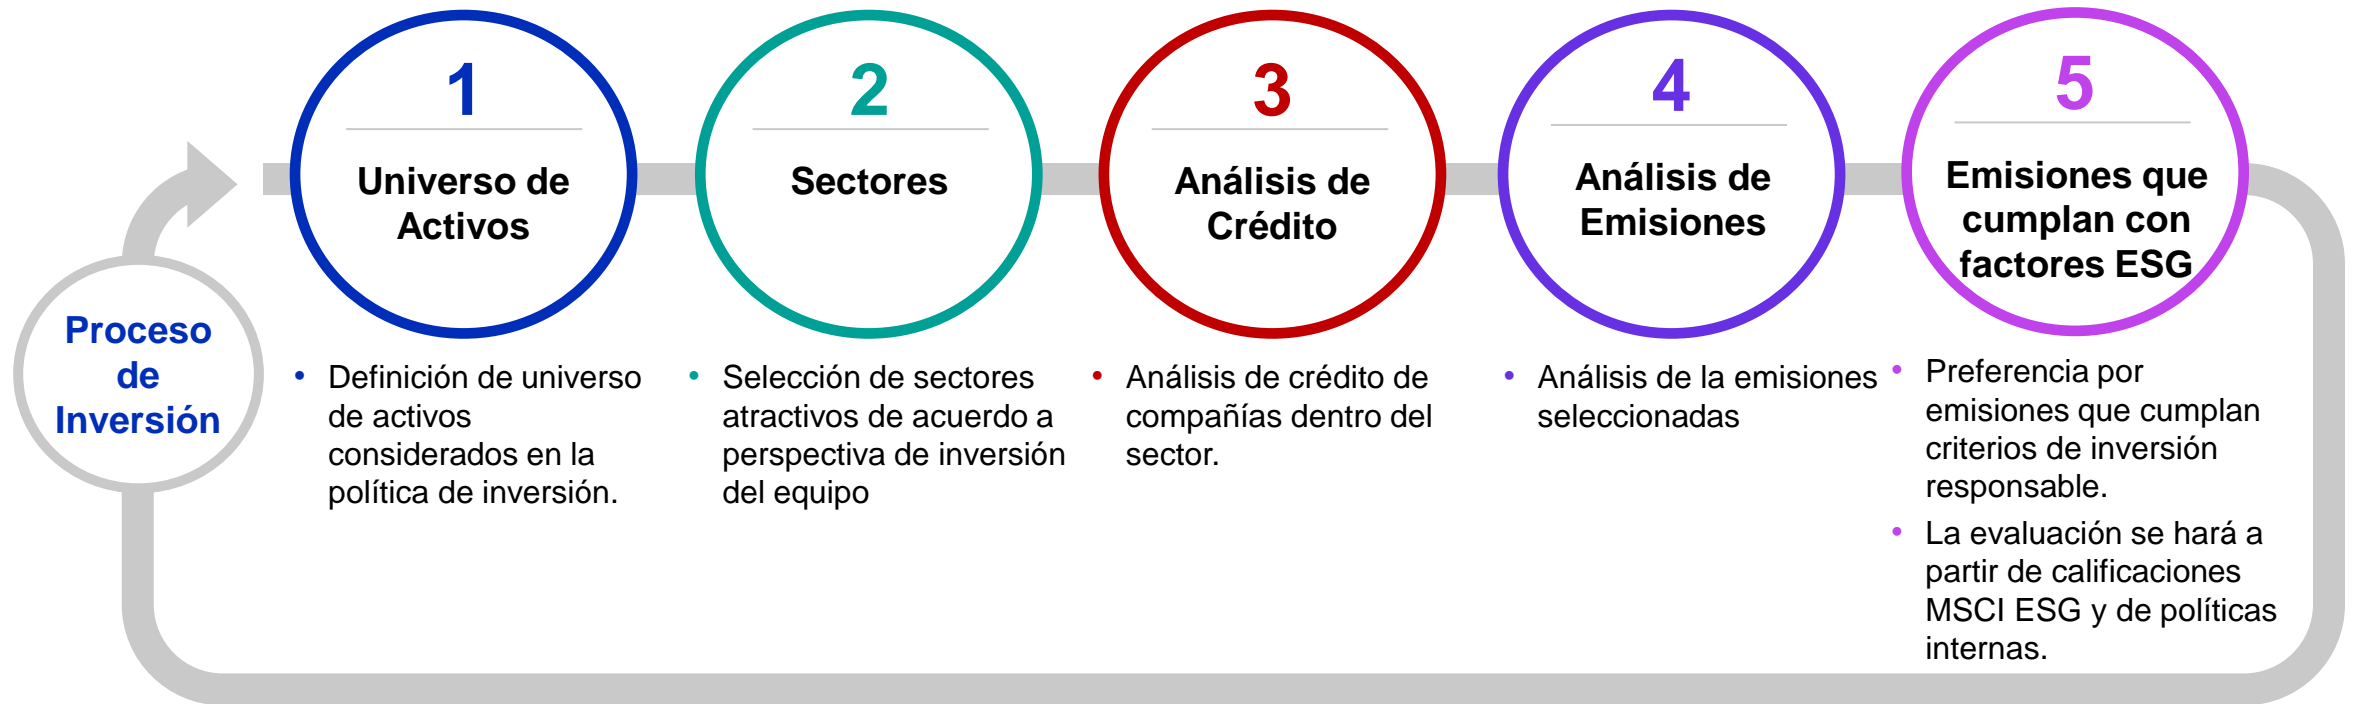 Proceso
de
Inversión
1
Universo de
Activos
• Definición de universo
de activos
considerados en la
política de inversión.
2
Sectores
• Selección de sectores
atractivos de acuerdo a
perspectiva de inversión
del equipo
3
Análisis de
Crédito
• Análisis de crédito de
compañías dentro del
sector.
4
Análisis de
Emisiones
• Análisis de la emisiones
seleccionadas
5
Emisiones que
cumplan con
factores ESG
• Preferencia por
emisiones que cumplan
criterios de inversión
responsable.
• La evaluación se hará a
partir de calificaciones
MSCI ESG y de políticas
internas.